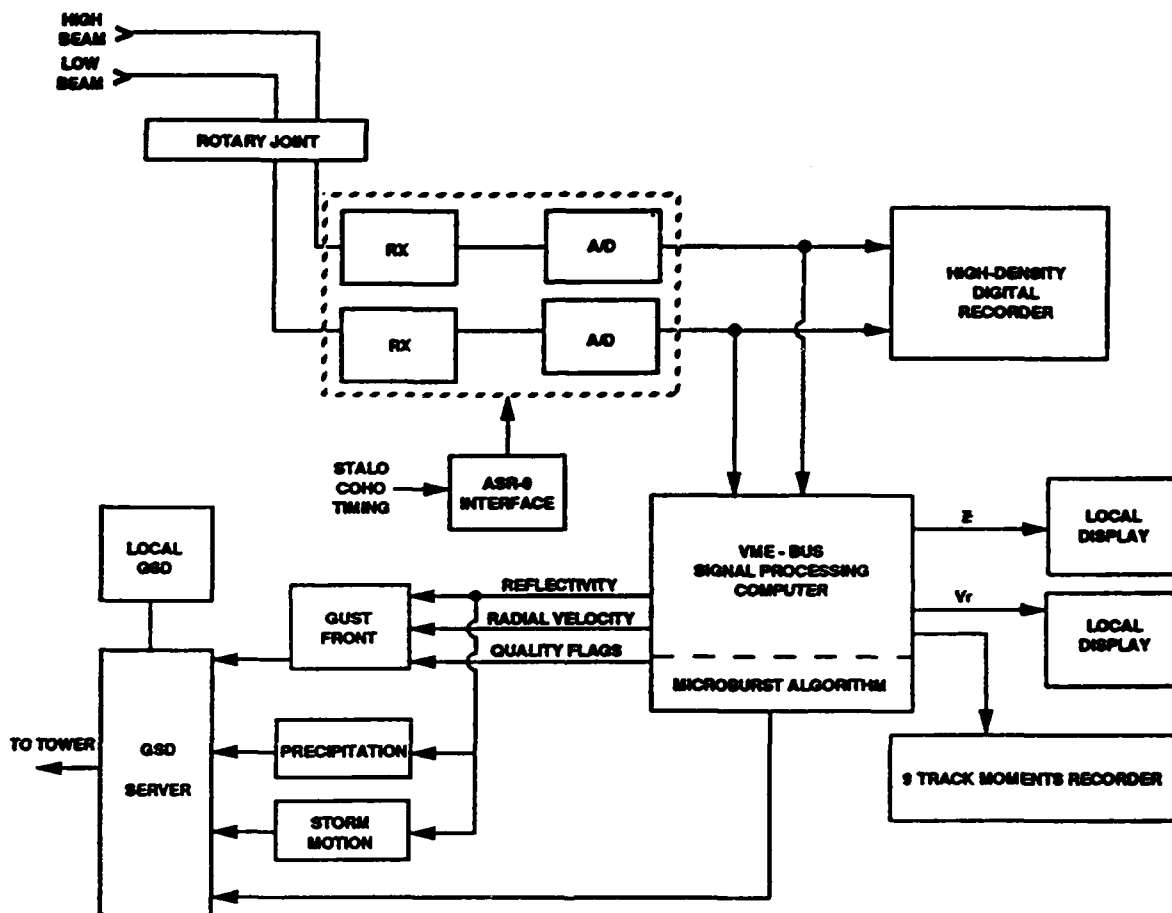 HIGH
BEAM
LOW
BEAM
ROTARY JOINT
RX
A/D
RX
A/D
HIGH-DENSITY
DIGITAL
RECORDER
STALO
COHO
TIMING
ASR-9
INTERFACE
LOCAL
GSD
VME - BUS
SIGNAL PROCESSING
COMPUTER
Z
LOCAL
DISPLAY
REFLECTIVITY
GUST
FRONT
RADIAL VELOCITY
Vr
LOCAL
DISPLAY
QUALITY FLAGS
MICROBURST ALGORITHM
TO TOWER
GSD
SERVER
PRECIPITATION
9 TRACK MOMENTS RECORDER
STORM
MOTION